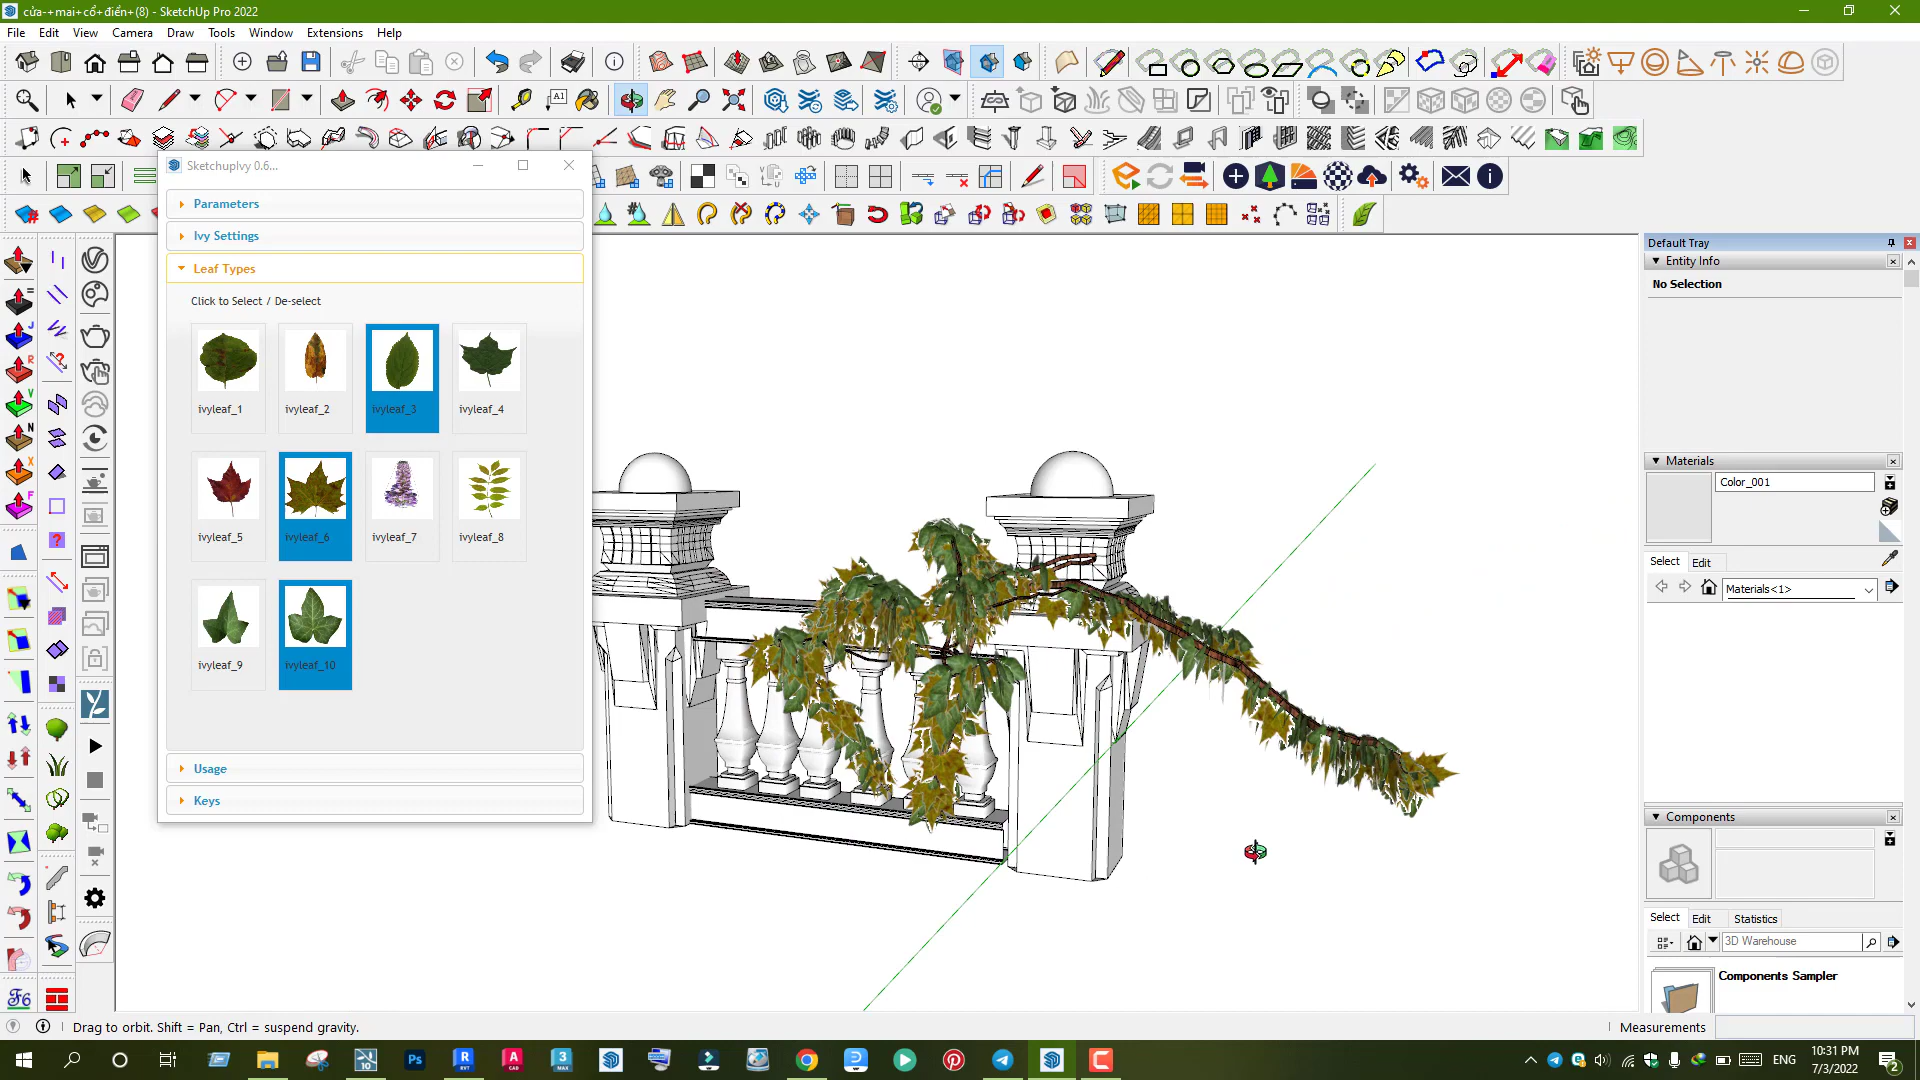 cửa-+mai+cổ+điển+(8) - SketchUp Pro 2022
File Edit View Camera Draw Tools Window Extensions Help
A1
SketchupIvy 0.6...
Parameters
Ivy Settings
Leaf Types
Click to Select / De-select
ivyleaf_1 ivyleaf_2 ivyleaf_3 ivyleaf_4
ivyleaf_5 ivyleaf_6 ivyleaf_7 ivyleaf_8
ivyleaf_9 ivyleaf_10
Usage
Keys
Default Tray
Entity Info
No Selection
Materials
Color_001
Select Edit
Materials<1>
Components
Select Edit Statistics
3D Warehouse
Components Sampler
Drag to orbit. Shift = Pan, Ctrl = suspend gravity.
Measurements
ENG
10:31 PM
7/3/2022